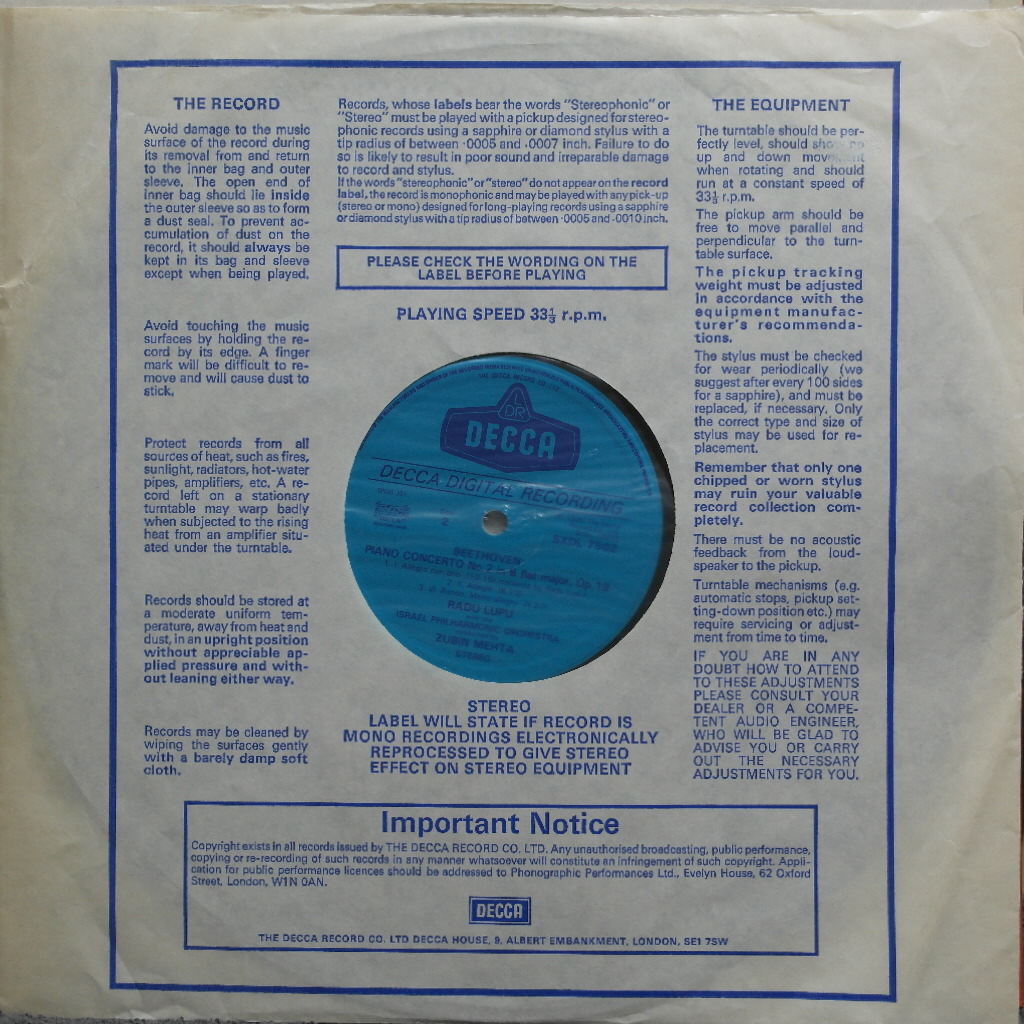 THE RECORD
Avoid damage to the music
surface of the record during
its removal from and return
to the inner bag and outer
sleeve. The open end of
inner bag should lie inside
the outer sleeve so as to form
a dust seal. To prevent ac-
cumulation of dust on the
record, it should always be
kept in its bag and sleeve
except when being played.
Avoid touching the music
surfaces by holding the re-
cord by its edge. A finger
mark will be difficult to re-
move and will cause dust to
stick.
Protect records from all
sources of heat, such as fires,
sunlight, radiators, hot-water
pipes, amplifiers, etc. A re-
cord left on a stationary
turntable may warp badly
when subjected to the rising
heat from an amplifier situ-
ated under the turntable.
Records should be stored at
a moderate uniform tem-
perature, away from heat and
dust, in an upright position
without appreciable ap-
plied pressure and with-
out leaning either way.
Records may be cleaned by
wiping the surfaces gently
with a barely damp soft
cloth.
Records, whose labels bear the words "Stereophonic" or
"Stereo" must be played with a pickup designed for stereo-
phonic records using a sapphire or diamond stylus with a
tip radius of between ·0005 and ·0007 inch. Failure to do
so is likely to result in poor sound and irreparable damage
to record and stylus.
If the words "stereophonic" or "stereo" do not appear on the record
label, the record is monophonic and may be played with any pick-up
(stereo or mono) designed for long-playing records using a sapphire
or diamond stylus with a tip radius of between ·0005 and ·0010 inch.
PLEASE CHECK THE WORDING ON THE
LABEL BEFORE PLAYING
PLAYING SPEED 33⅓ r.p.m.
THE DECCA RECORD CO. LTD.
LDR
DECCA
DECCA DIGITAL RECORDING
2
SXDL 7552
BEETHOVEN
PIANO CONCERTO No. 2 in B flat major, Op. 19
RADU LUPU
ISRAEL PHILHARMONIC ORCHESTRA
ZUBIN MEHTA
STEREO
STEREO
LABEL WILL STATE IF RECORD IS
MONO RECORDINGS ELECTRONICALLY
REPROCESSED TO GIVE STEREO
EFFECT ON STEREO EQUIPMENT
THE EQUIPMENT
The turntable should be per-
fectly level, should show no
up and down movement
when rotating and should
run at a constant speed of
33⅓ r.p.m.
The pickup arm should be
free to move parallel and
perpendicular to the turn-
table surface.
The pickup tracking
weight must be adjusted
in accordance with the
equipment manufac-
turer's recommenda-
tions.
The stylus must be checked
for wear periodically (we
suggest after every 100 sides
for a sapphire), and must be
replaced, if necessary. Only
the correct type and size of
stylus may be used for re-
placement.
Remember that only one
chipped or worn stylus
may ruin your valuable
record collection com-
pletely.
There must be no acoustic
feedback from the loud-
speaker to the pickup.
Turntable mechanisms (e.g.
automatic stops, pickup set-
ting-down position etc.) may
require servicing or adjust-
ment from time to time.
IF YOU ARE IN ANY
DOUBT HOW TO ATTEND
TO THESE ADJUSTMENTS
PLEASE CONSULT YOUR
DEALER OR A COMPE-
TENT AUDIO ENGINEER,
WHO WILL BE GLAD TO
ADVISE YOU OR CARRY
OUT THE NECESSARY
ADJUSTMENTS FOR YOU.
Important Notice
Copyright exists in all records issued by THE DECCA RECORD CO. LTD. Any unauthorised broadcasting, public performance,
copying or re-recording of such records in any manner whatsoever will constitute an infringement of such copyright. Appli-
cation for public performance licences should be addressed to Phonographic Performances Ltd., Evelyn House, 62 Oxford
Street, London, W1N 0AN.
DECCA
THE DECCA RECORD CO. LTD DECCA HOUSE, 9, ALBERT EMBANKMENT, LONDON, SE1 7SW